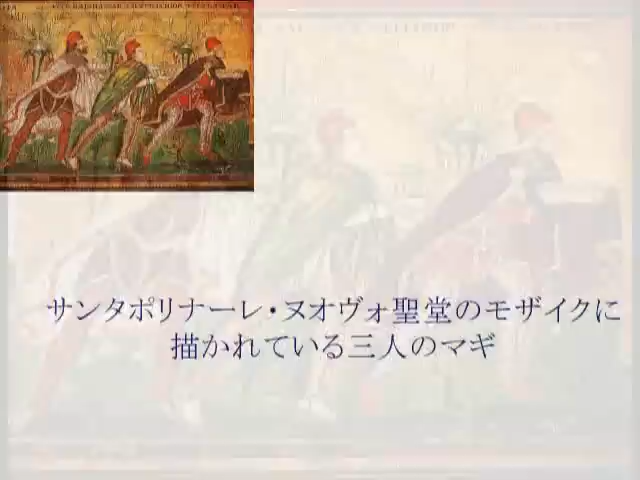 サンタポリナーレ・ヌオヴォ聖堂のモザイクに
描かれている三人のマギ